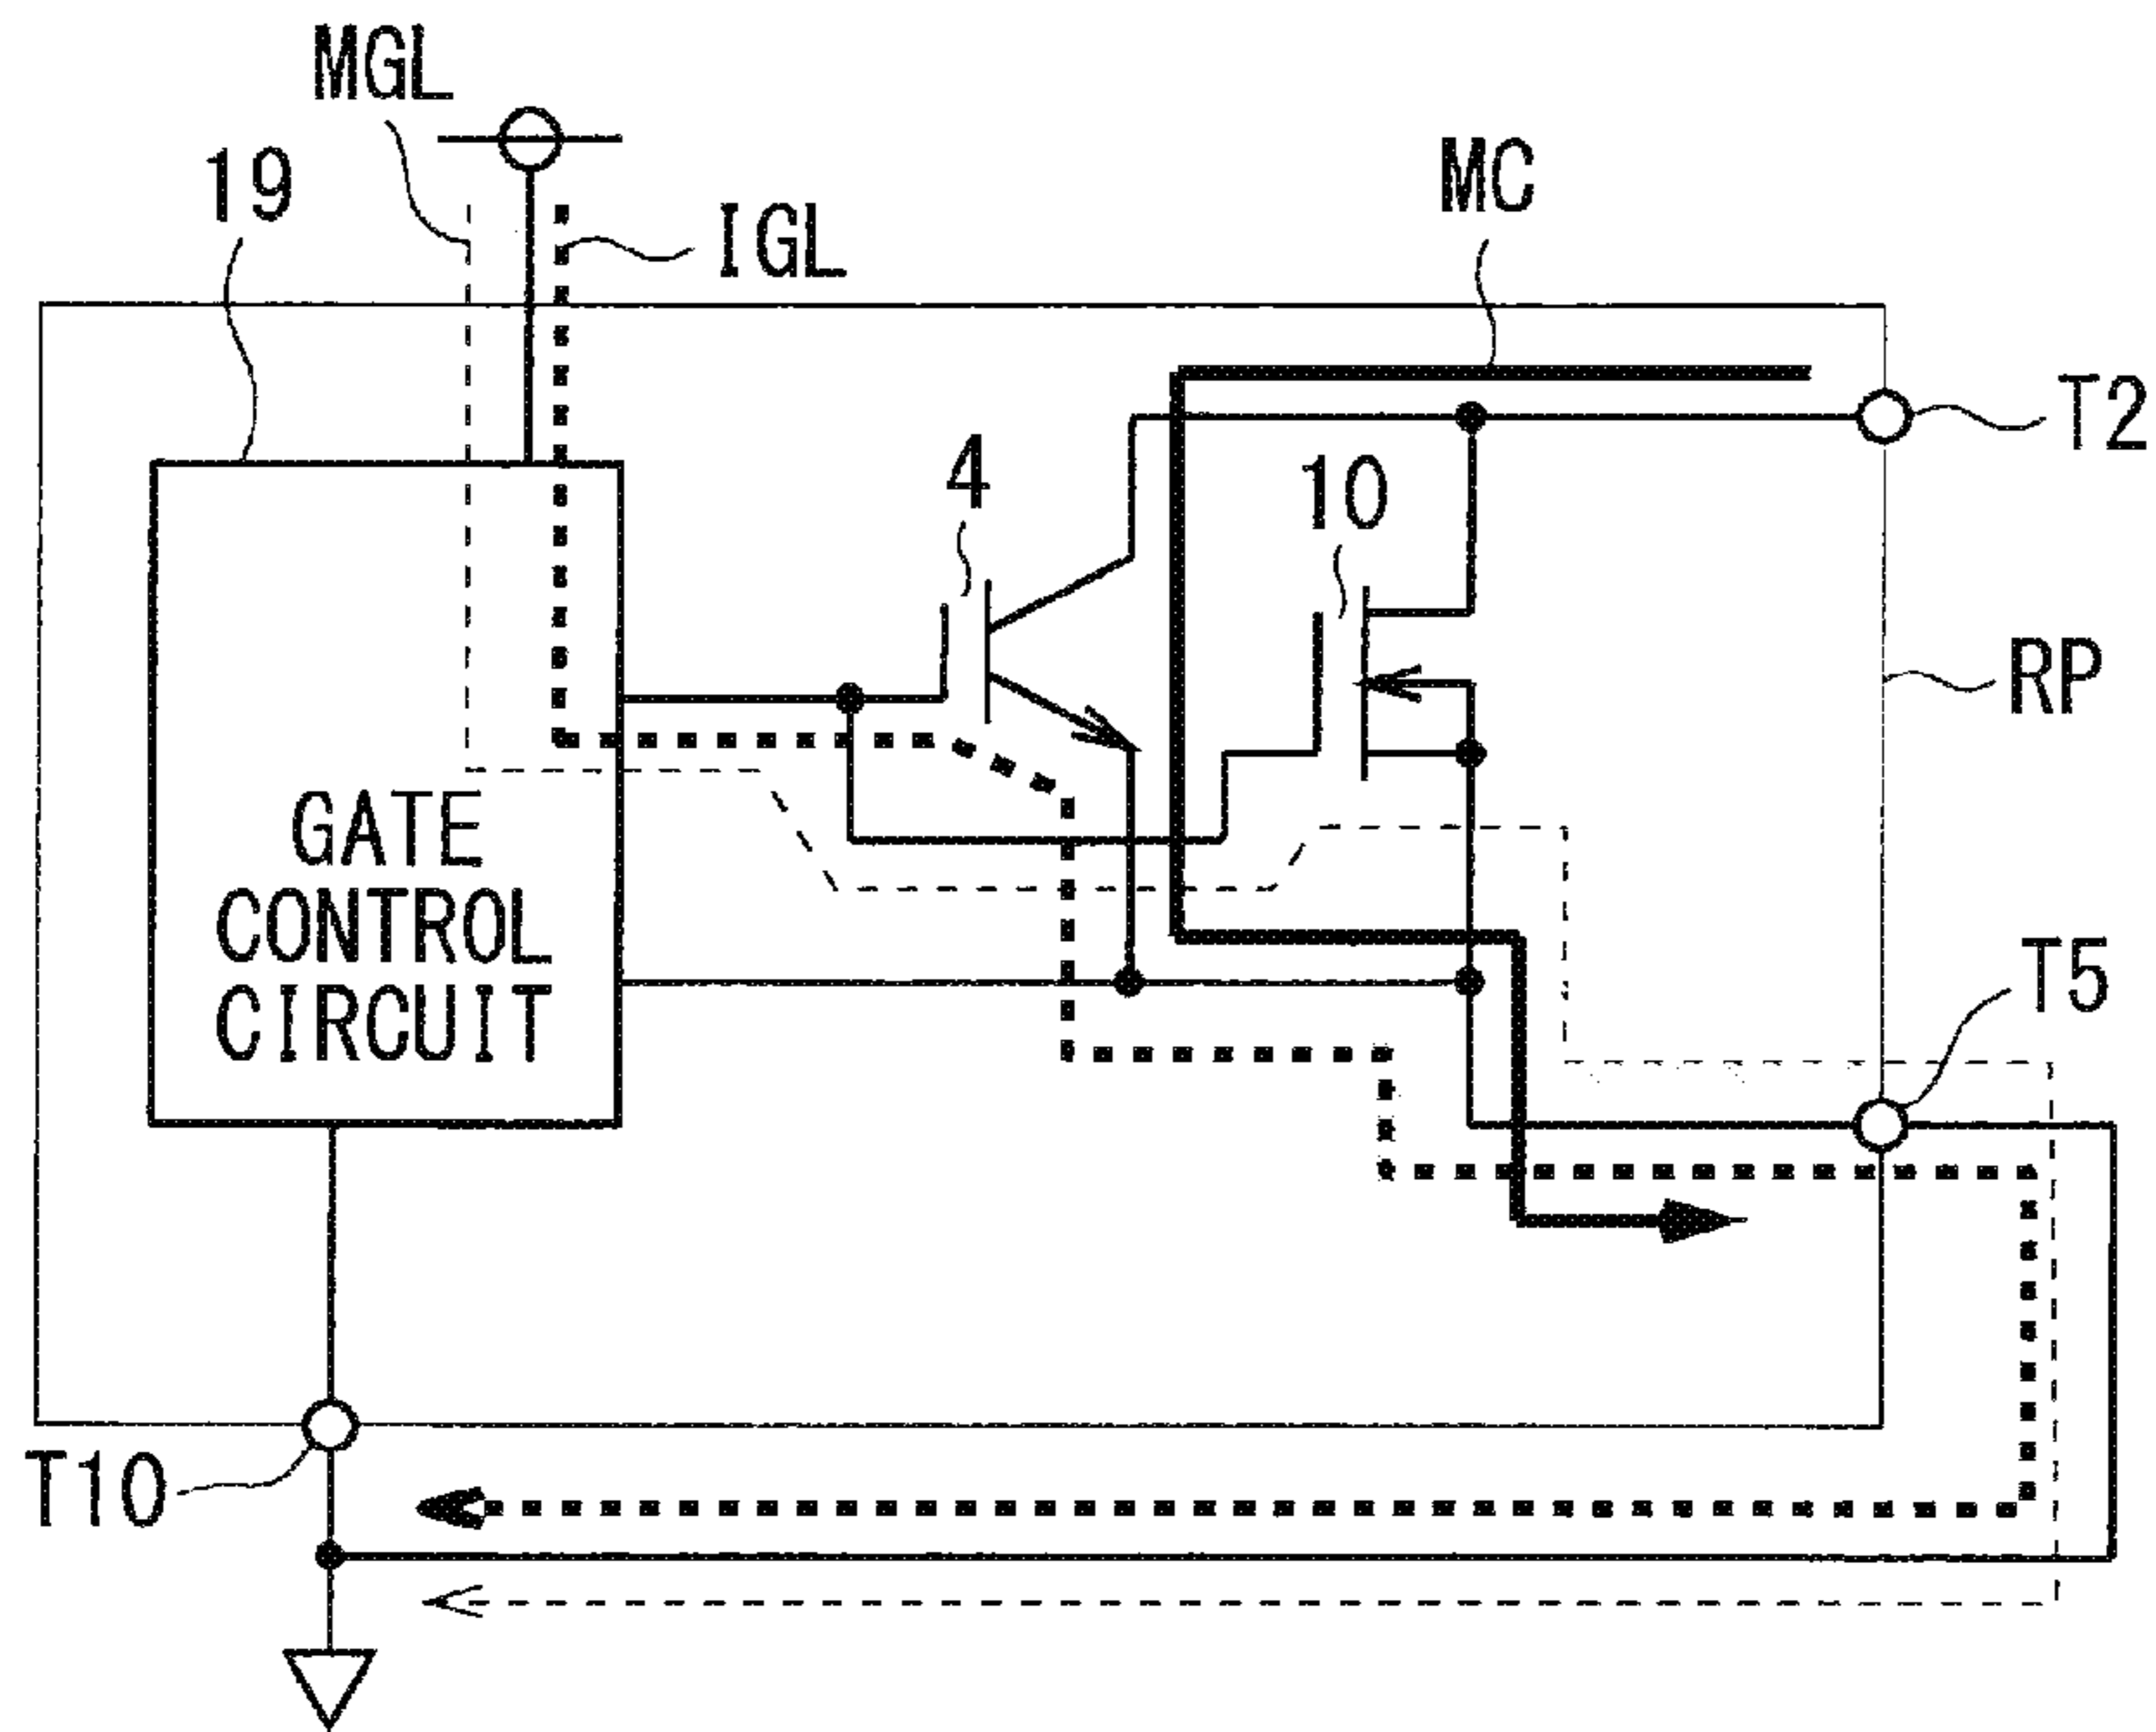 MGL
19
IGL
MC
T2
4
10
RP
GATE
CONTROL
CIRCUIT
T5
T10